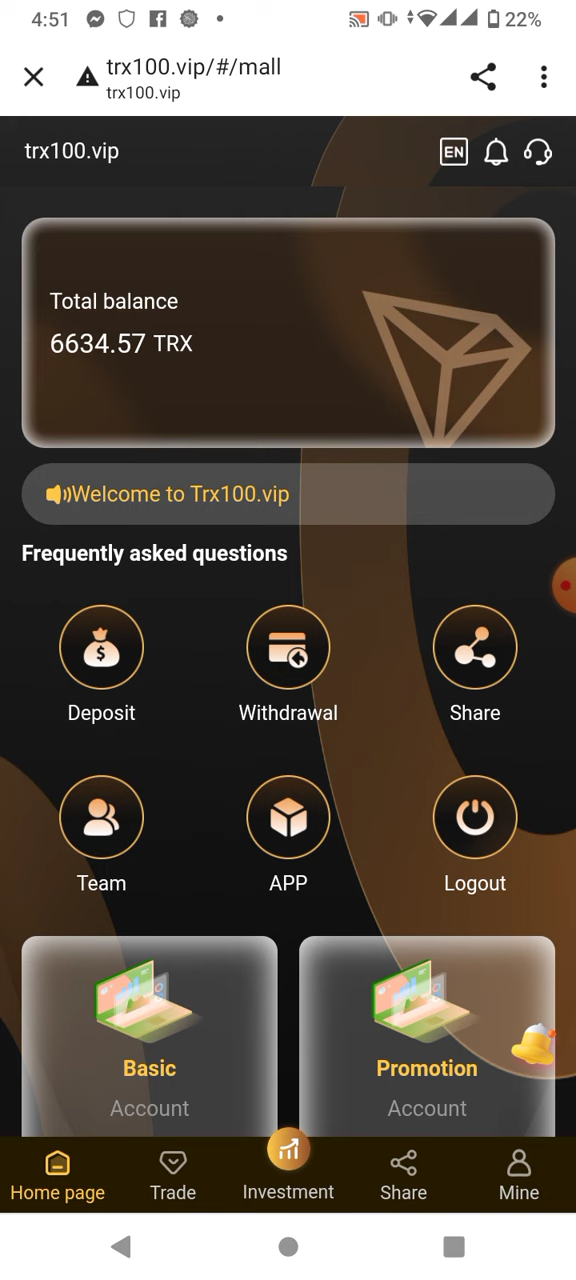 4:51
22%
trx100.vip/#/mall
trx100.vip
trx100.vip
EN
Total balance
6634.57 TRX
Welcome to Trx100.vip
Frequently asked questions
Deposit Withdrawal Share
Team APP Logout
Basic Promotion
Account Account
Home page Trade Investment Share Mine